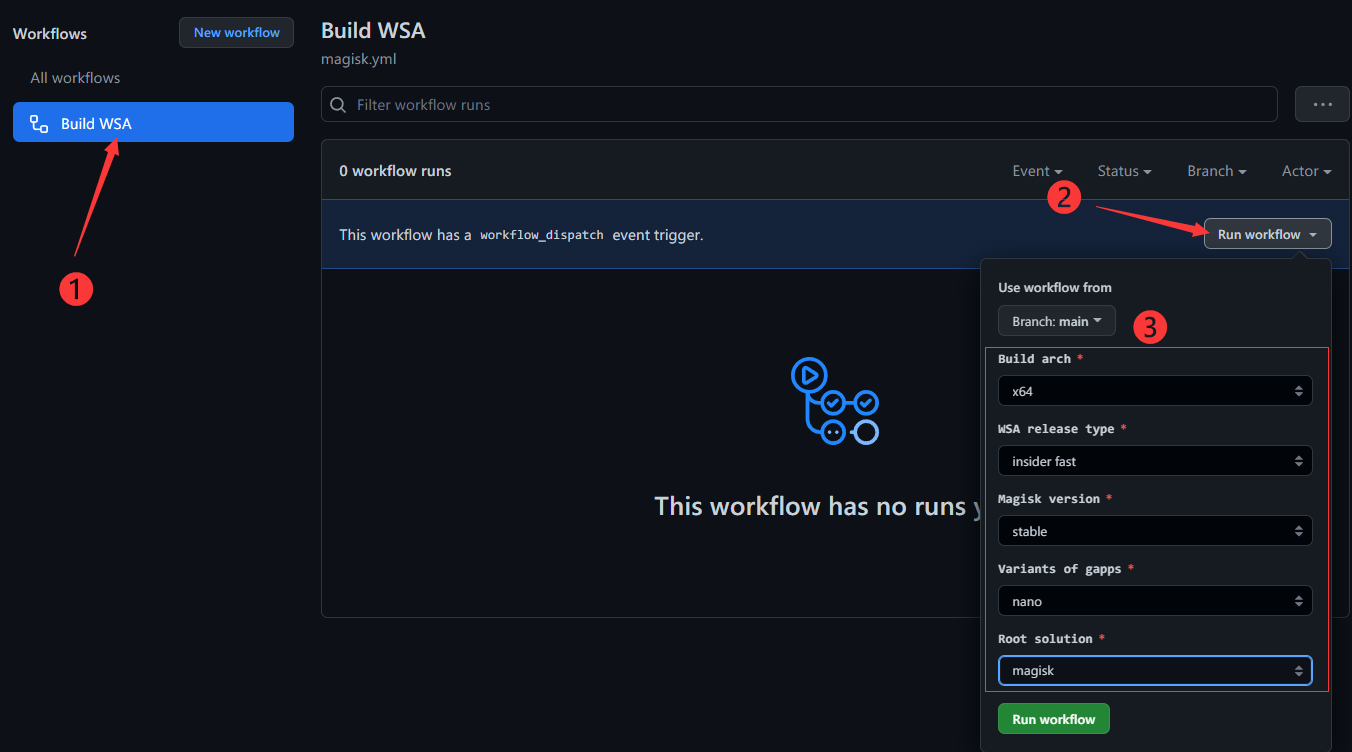 Workflows
New workflow
All workflows
Build WSA
1
Build WSA
magisk.yml
Filter workflow runs
0 workflow runs
Event
Status
Branch
Actor
2
This workflow has a workflow_dispatch event trigger.
Run workflow
This workflow has no runs
Use workflow from
Branch: main
3
Build arch *
x64
WSA release type *
insider fast
Magisk version *
stable
Variants of gapps *
nano
Root solution *
magisk
Run workflow